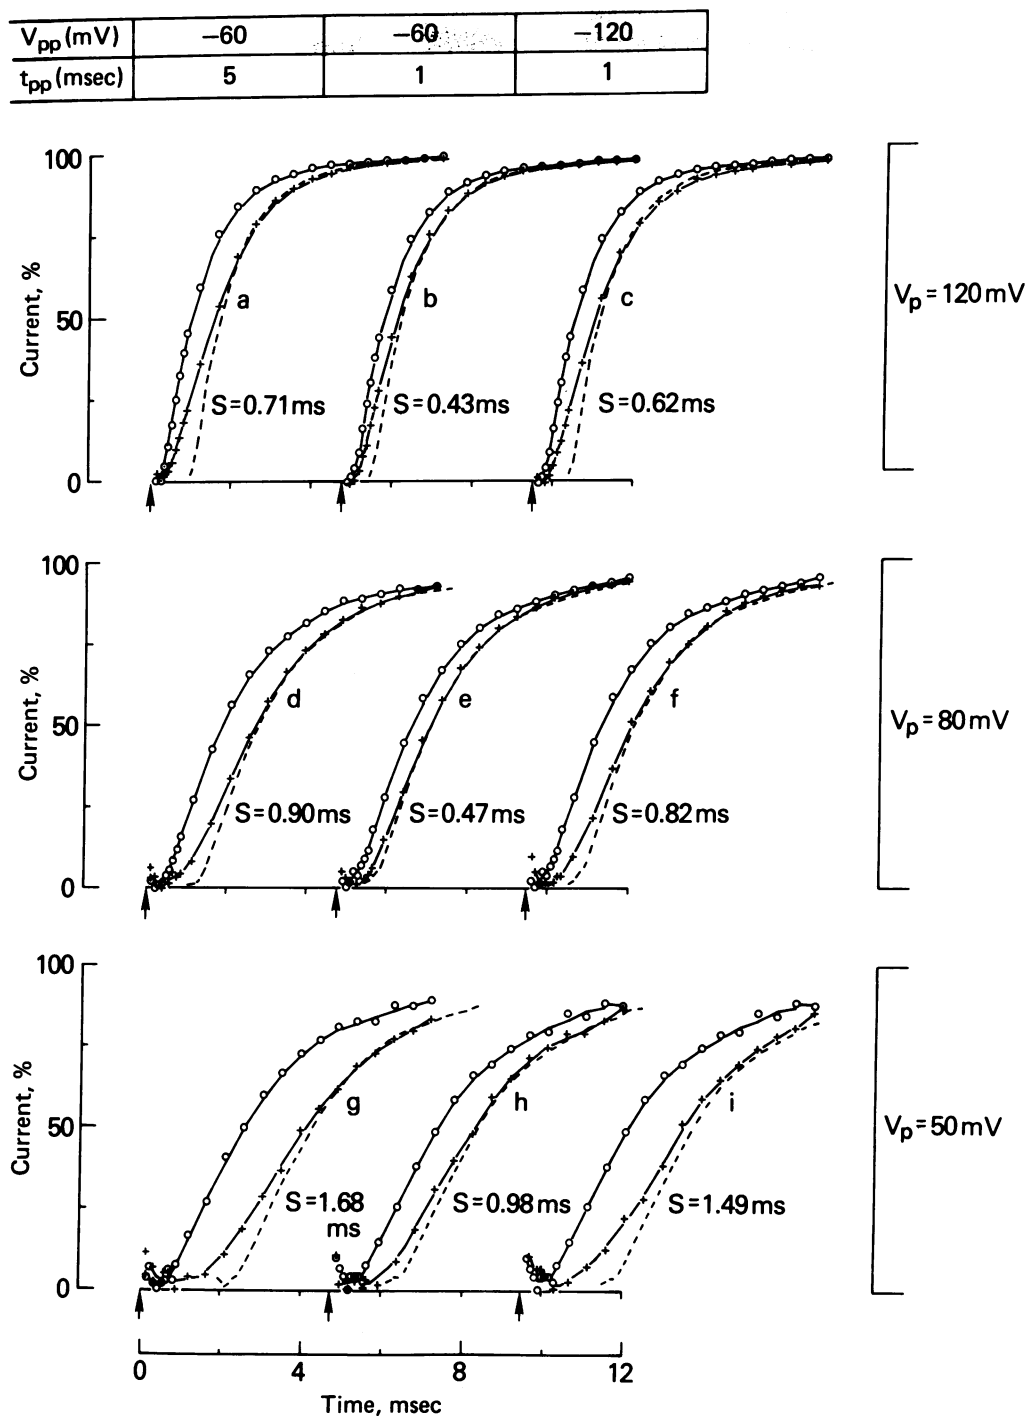 Vpp (mV) −60 −60 −120
tpp (msec) 5 1 1
100
50
0
Current, %
a
b
c
S=0.71ms
S=0.43ms
S=0.62ms
Vp = 120mV
100
50
0
Current, %
d
e
f
S=0.90ms
S=0.47ms
S=0.82ms
Vp = 80mV
100
50
0
Current, %
g
h
i
S=1.68
ms
S=0.98ms
S=1.49ms
Vp = 50mV
0 4 8 12
Time, msec